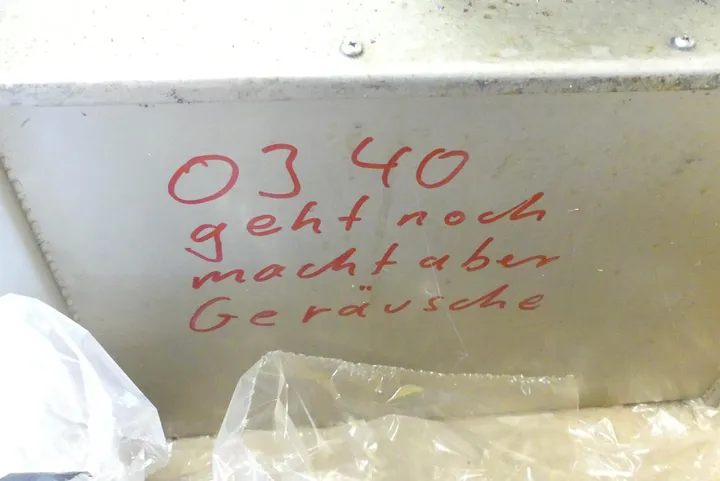 03 40
geht noch
macht aber
Geräusche